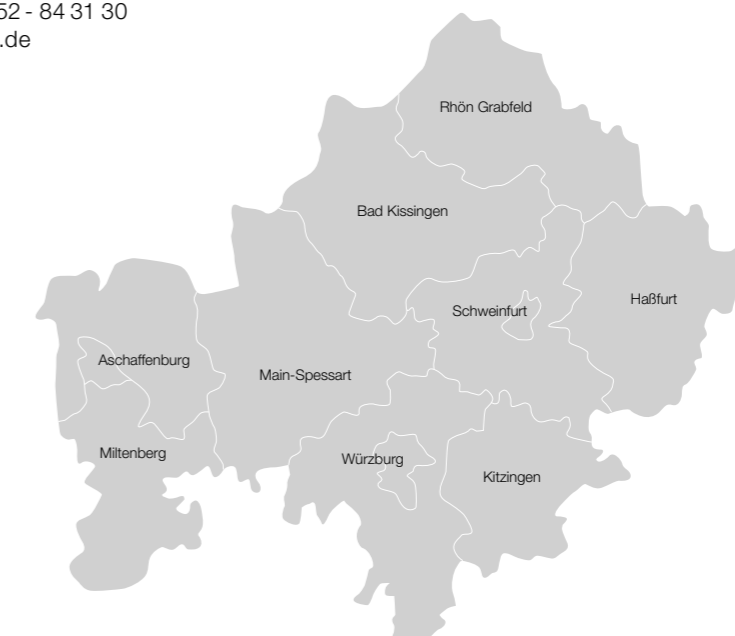 52 - 84 31 30
.de
Rhön Grabfeld
Bad Kissingen
Haßfurt
Schweinfurt
Aschaffenburg
Main-Spessart
Miltenberg
Würzburg
Kitzingen